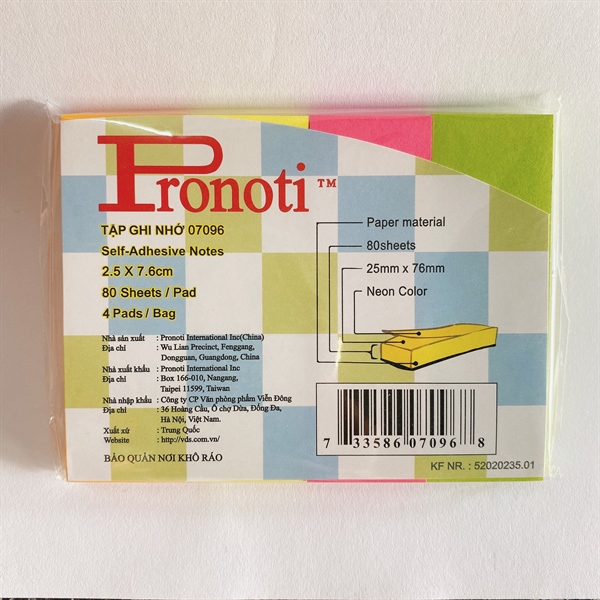 Pronoti ™
TẬP GHI NHỚ 07096
Self-Adhesive Notes
2.5 X 7.6cm
80 Sheets / Pad
4 Pads / Bag
Paper material
80sheets
25mm x 76mm
Neon Color
Nhà sản xuất : Pronoti International Inc(China)
Địa chỉ : Wu Lian Precinct, Fenggang,
Dongguan, Guangdong, China
Nhà xuất khẩu : Pronoti International Inc
Địa chỉ : Box 166-010, Nangang,
Taipei 11599, Taiwan
Nhà nhập khẩu : Công ty CP Văn phòng phẩm Viễn Đông
Địa chỉ : 36 Hoàng Cầu, Ô chợ Dừa, Đống Đa,
Hà Nội, Việt Nam.
Xuất xứ : Trung Quốc
Website : http://vds.com.vn/
BẢO QUẢN NƠI KHÔ RÁO
7 33586 07096 8
KF NR. : 52020235.01